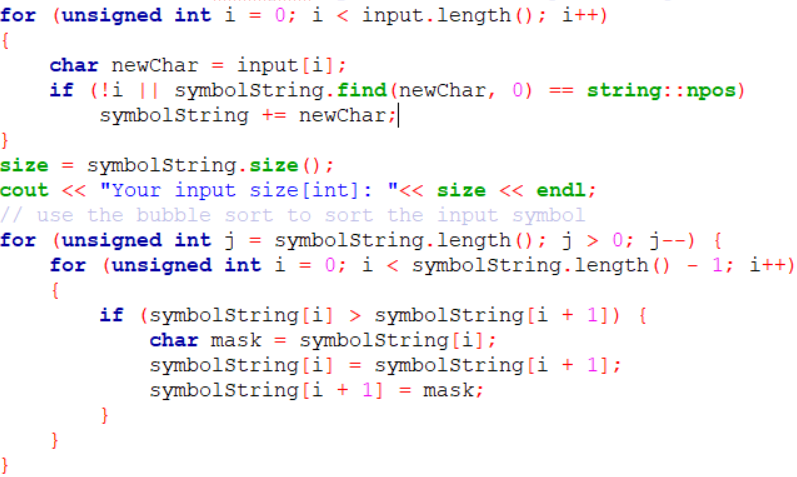 for (unsigned int i = 0; i < input.length(); i++)
{
    char newChar = input[i];
    if (!i || symbolString.find(newChar, 0) == string::npos)
        symbolString += newChar;
}
size = symbolString.size();
cout << "Your input size[int]: "<< size << endl;
// use the bubble sort to sort the input symbol
for (unsigned int j = symbolString.length(); j > 0; j--) {
    for (unsigned int i = 0; i < symbolString.length() - 1; i++)
    {
        if (symbolString[i] > symbolString[i + 1]) {
            char mask = symbolString[i];
            symbolString[i] = symbolString[i + 1];
            symbolString[i + 1] = mask;
        }
    }
}